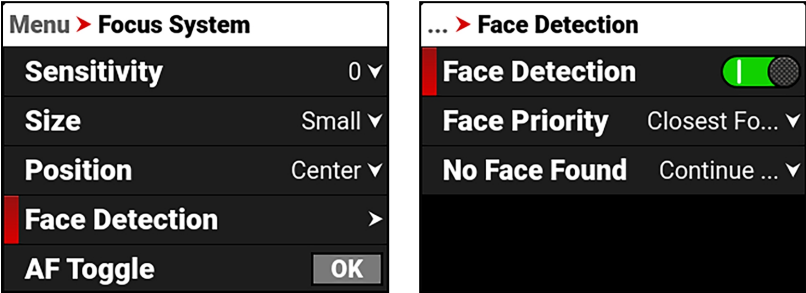 Menu > Focus System
Sensitivity 0
Size Small
Position Center
Face Detection >
AF Toggle OK
... > Face Detection
Face Detection
Face Priority Closest Fo...
No Face Found Continue ...